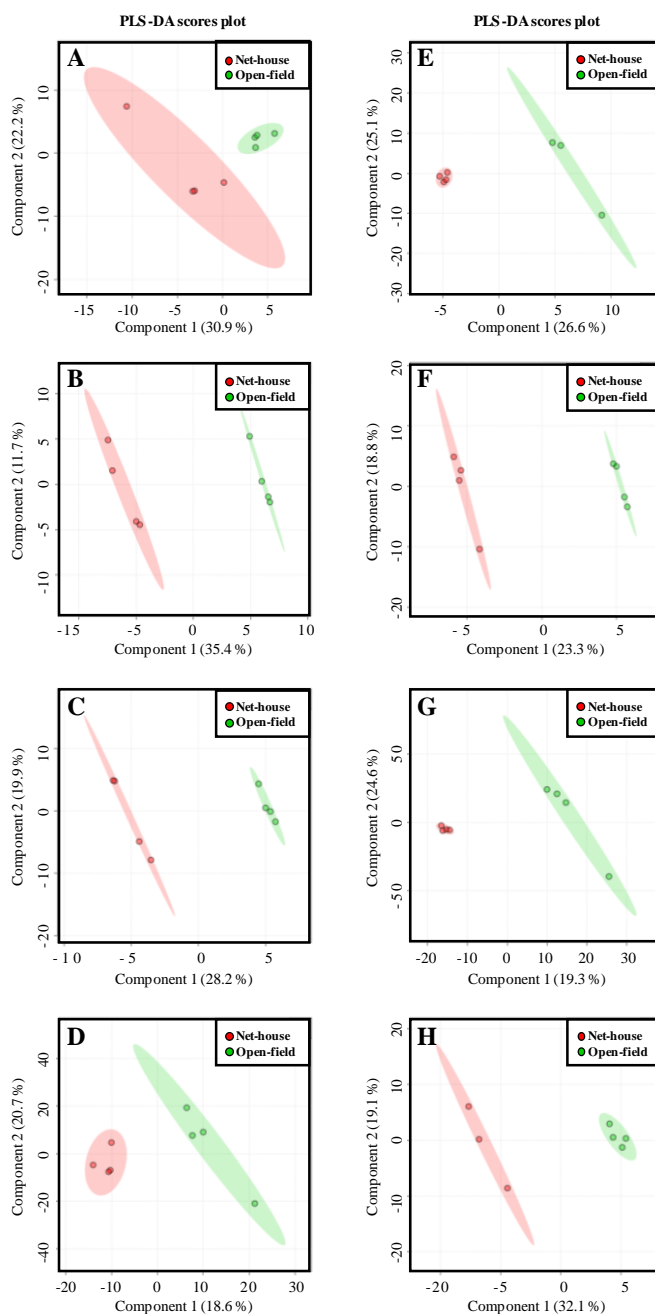 PLS-DA scores plot
A
Net-house
Open-field
Component 2 (22.2 %)
10
0
-10
-20
-15
-10
-5
0
5
Component 1 (30.9 %)
B
Net-house
Open-field
Component 2 (11.7 %)
10
5
0
-5
-10
-15
-5
0
5
10
Component 1 (35.4 %)
C
Net-house
Open-field
Component 2 (19.9 %)
10
0
-10
-20
-1 0
-5
0
5
Component 1 (28.2 %)
D
Net-house
Open-field
Component 2 (20.7 %)
40
20
0
-20
-40
-20
-10
0
10
20
30
Component 1 (18.6 %)
PLS-DA scores plot
E
Net-house
Open-field
Component 2 (25.1 %)
30
20
10
0
-10
-20
-30
-5
0
5
10
Component 1 (26.6 %)
F
Net-house
Open-field
Component 2 (18.8 %)
20
10
0
-10
-20
-5
0
5
Component 1 (23.3 %)
G
Net-house
Open-field
Component 2 (24.6 %)
50
0
-50
-20
-10
0
10
20
30
Component 1 (19.3 %)
H
Net-house
Open-field
Component 2 (19.1 %)
20
10
0
-10
-20
-10
-5
0
5
Component 1 (32.1 %)